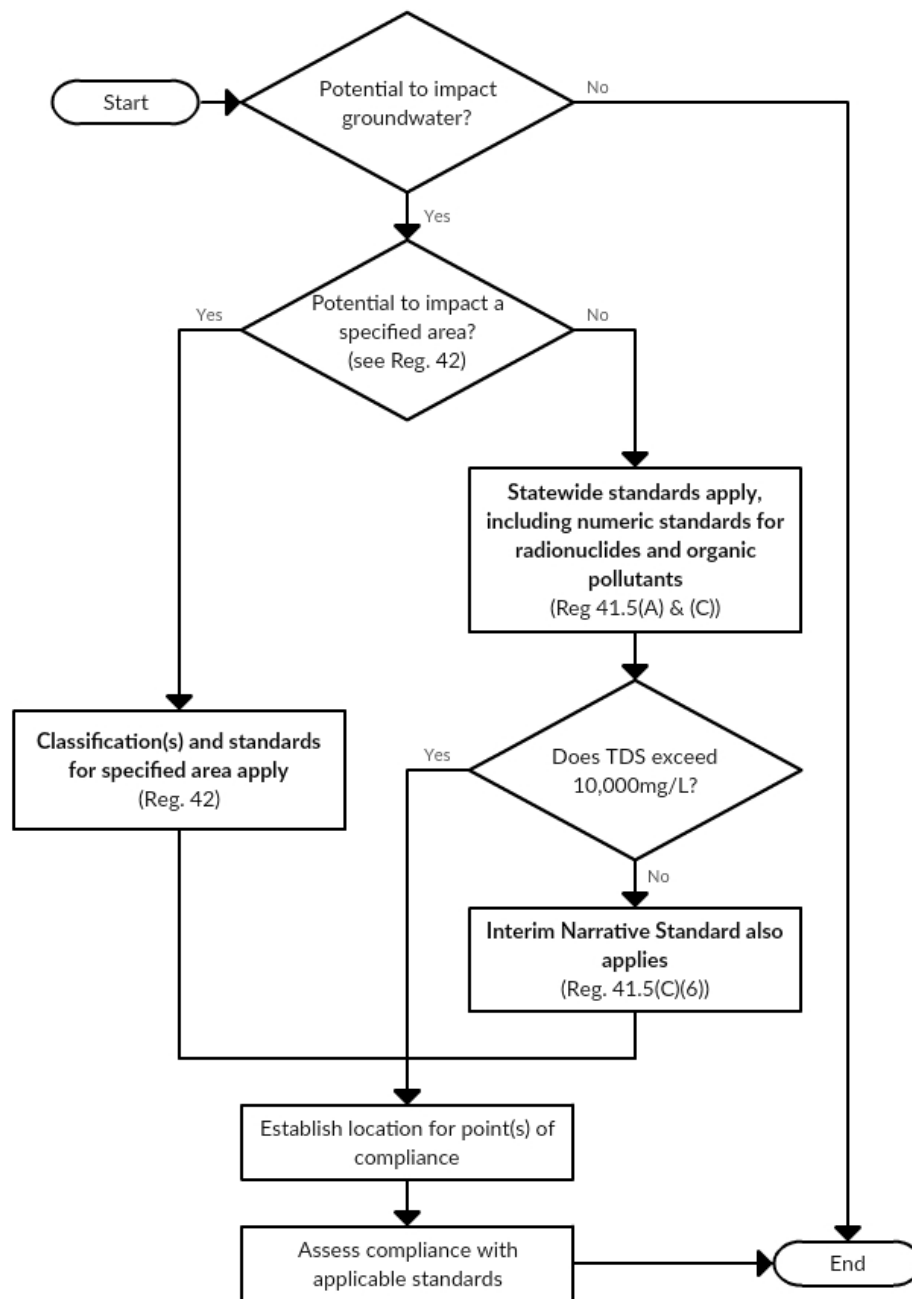 Start
Potential to impact
groundwater?
No
Yes
Potential to impact a
specified area?
(see Reg. 42)
Yes
No
Statewide standards apply,
including numeric standards for
radionuclides and organic
pollutants
(Reg 41.5(A) & (C))
Classification(s) and standards
for specified area apply
(Reg. 42)
Yes
Does TDS exceed
10,000mg/L?
No
Interim Narrative Standard also
applies
(Reg. 41.5(C)(6))
Establish location for point(s) of
compliance
Assess compliance with
applicable standards
End